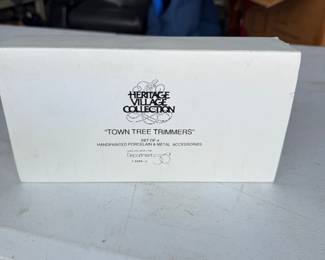 HERITAGE
VILLAGE
COLLECTION
"TOWN TREE TRIMMERS"
SET OF 4
HANDPAINTED PORCELAIN & METAL ACCESSORIES
Department 56